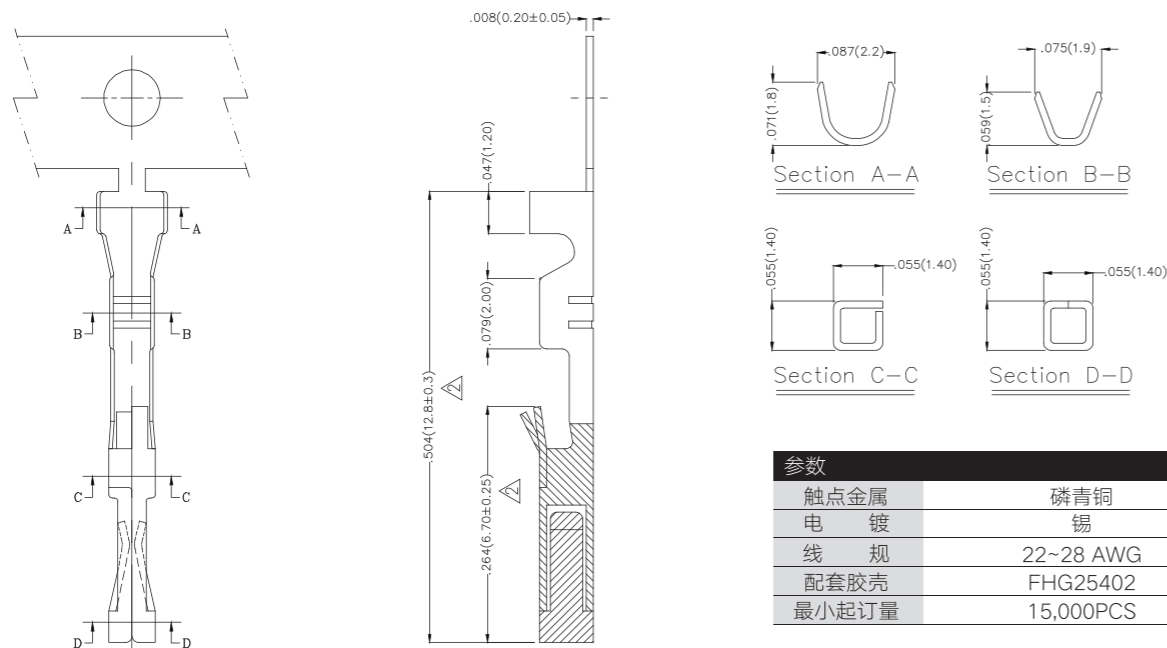 .008(0.20±0.05)
.047(1.20)
.079(2.00)
.504(12.8±0.3)
2
.264(6.70±0.25)
2
A A
B B
C C
D D
.087(2.2)
.071(1.8)
Section A-A
.075(1.9)
.059(1.5)
Section B-B
.055(1.40)
.055(1.40)
Section C-C
.055(1.40)
.055(1.40)
Section D-D
参数
触点金属 磷青铜
电 镀 锡
线 规 22~28 AWG
配套胶壳 FHG25402
最小起订量 15,000PCS